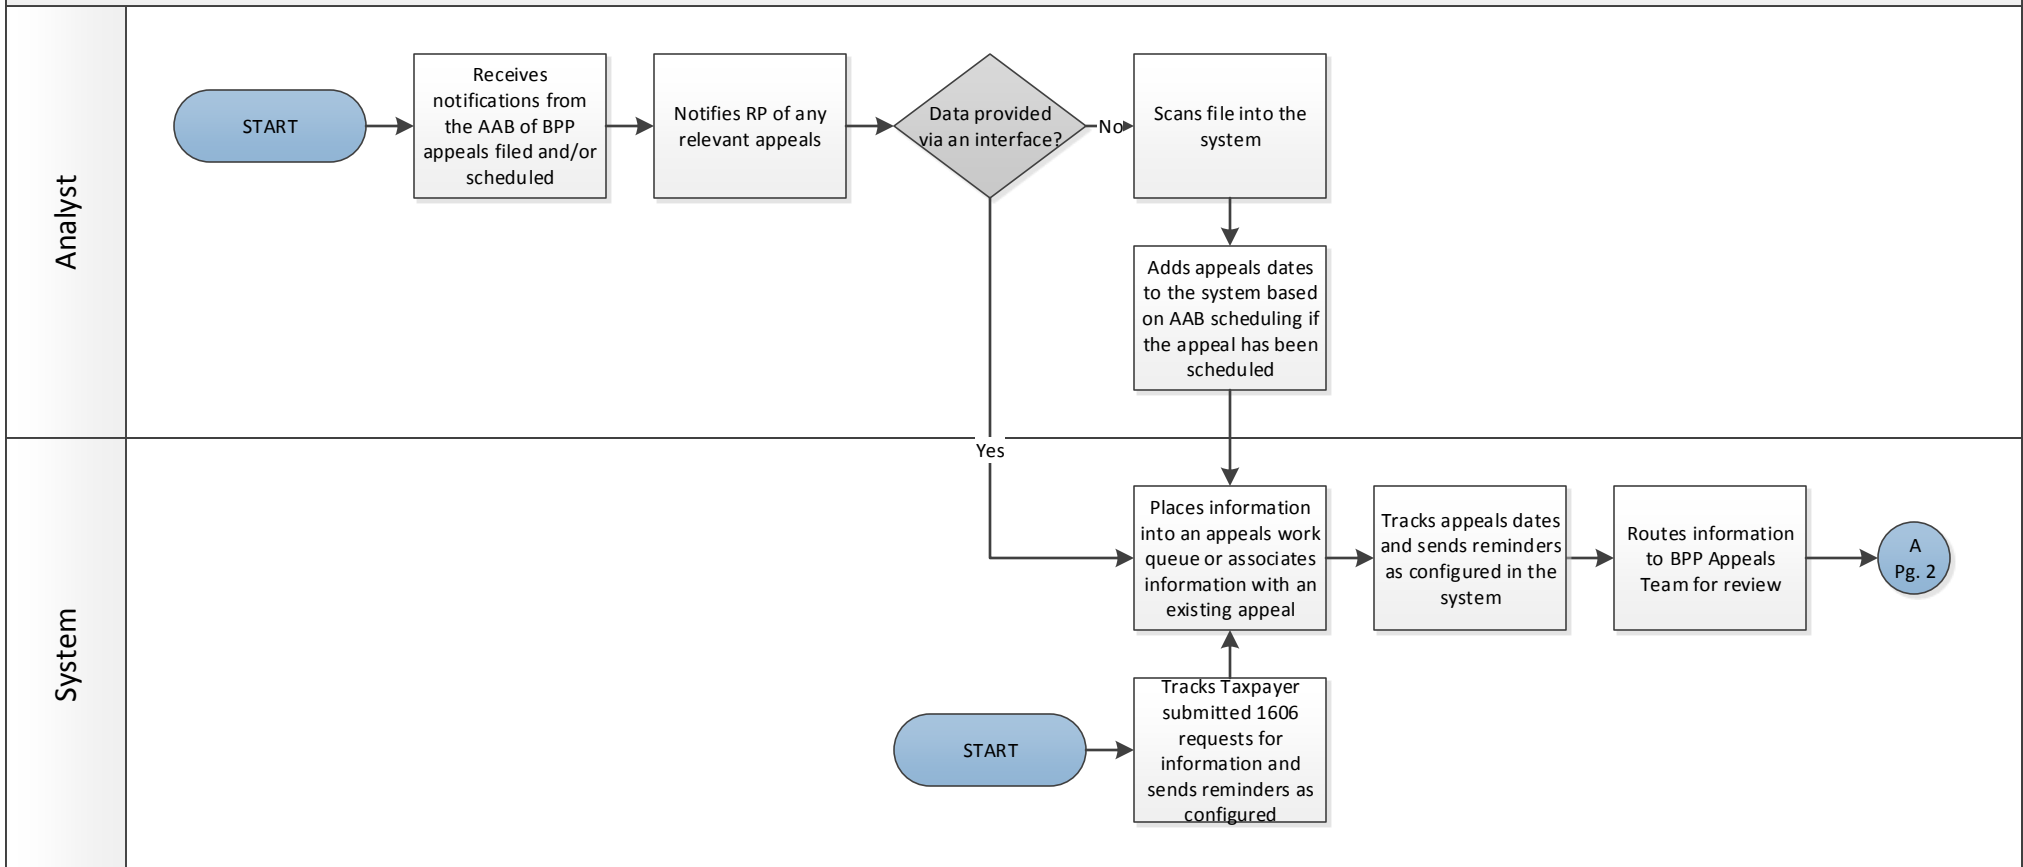 Analyst
START
Receives
notifications from
the AAB of BPP
appeals filed and/or
scheduled
Notifies RP of any
relevant appeals
Data provided
via an interface?
No
Scans file into the
system
Adds appeals dates
to the system based
on AAB scheduling if
the appeal has been
scheduled
Yes
System
Places information
into an appeals work
queue or associates
information with an
existing appeal
Tracks appeals dates
and sends reminders
as configured in the
system
Routes information
to BPP Appeals
Team for review
A
Pg. 2
START
Tracks Taxpayer
submitted 1606
requests for
information and
sends reminders as
configured